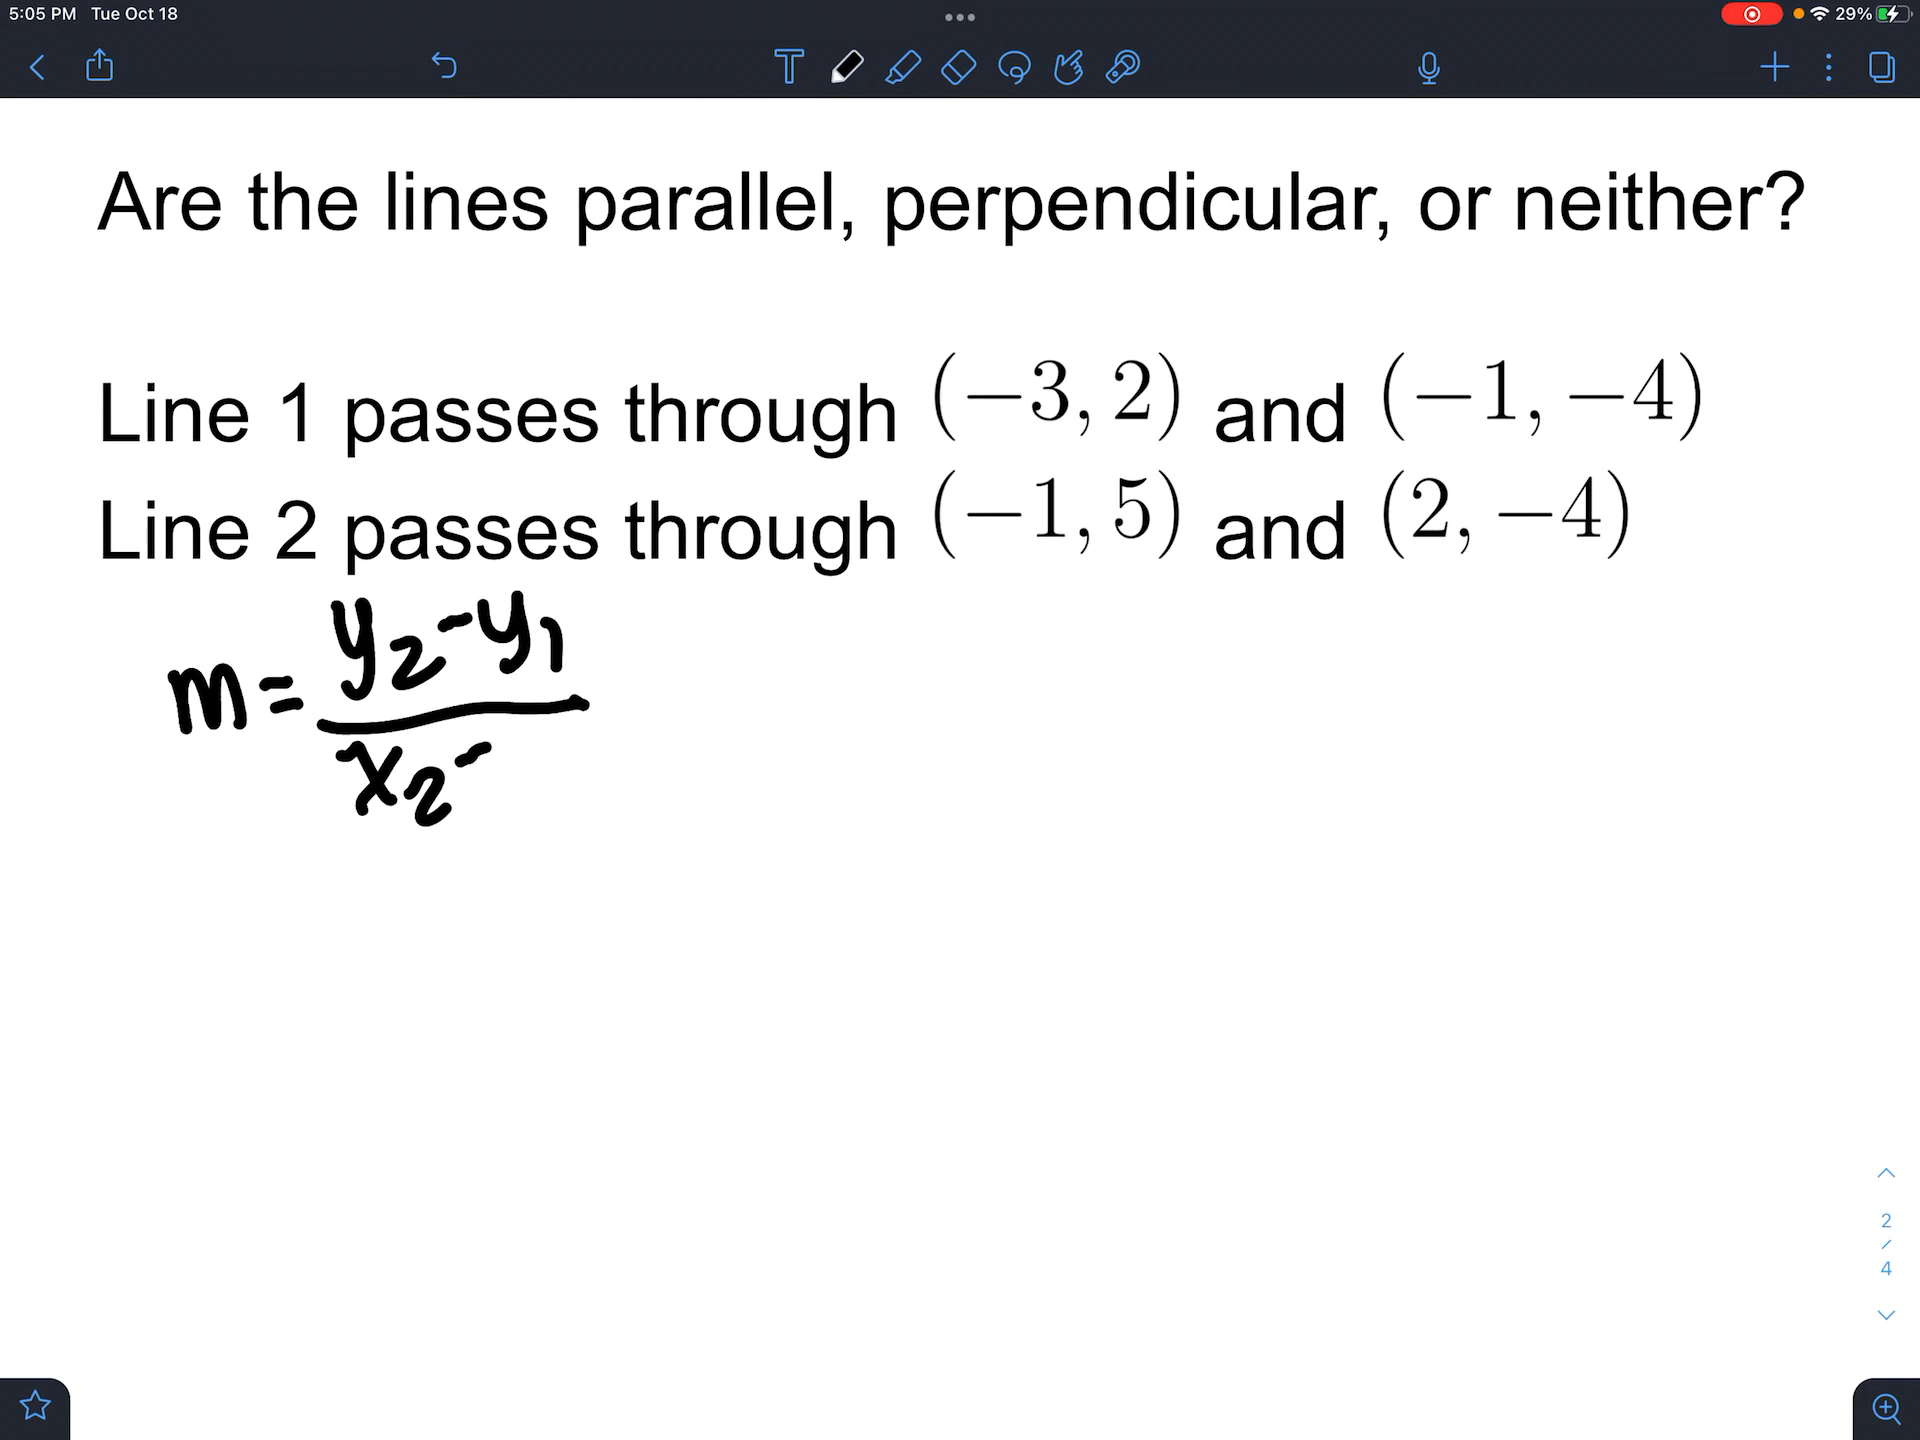 5:05 PM Tue Oct 18
29%
Are the lines parallel, perpendicular, or neither?
Line 1 passes through (−3, 2) and (−1, −4)
Line 2 passes through (−1, 5) and (2, −4)
m = y₂ - y₁
x₂ -
2
/
4